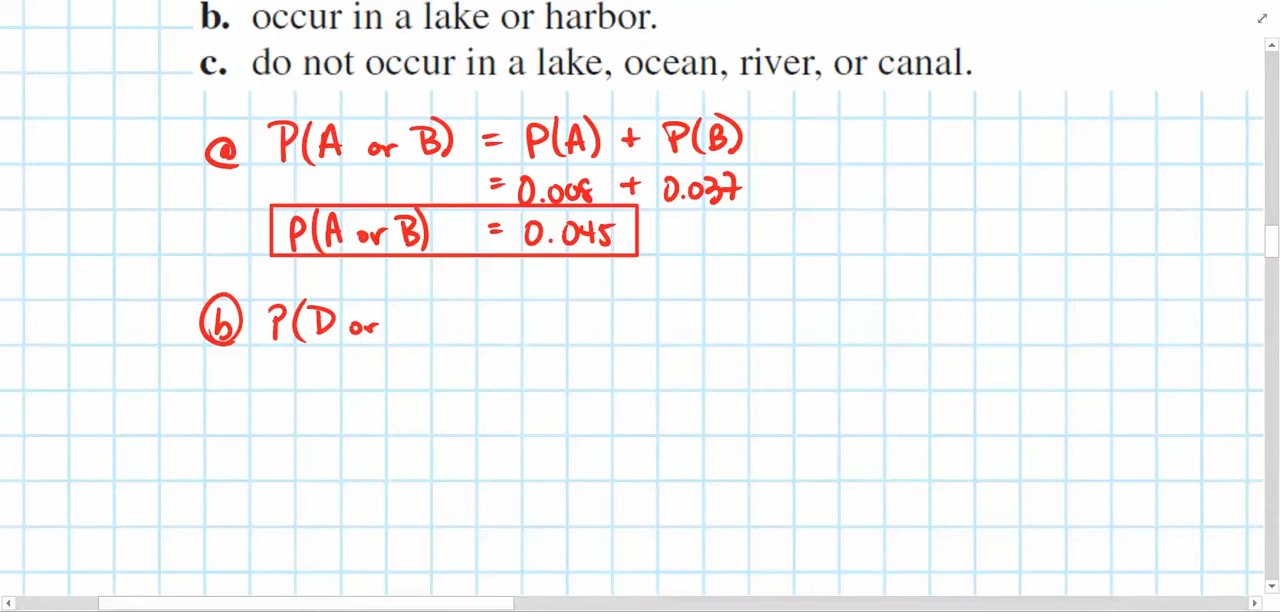 b. occur in a lake or harbor.
c. do not occur in a lake, ocean, river, or canal.
ⓐ P(A or B) = P(A) + P(B)
= 0.008 + 0.037
P(A or B) = 0.045
ⓑ P(D or